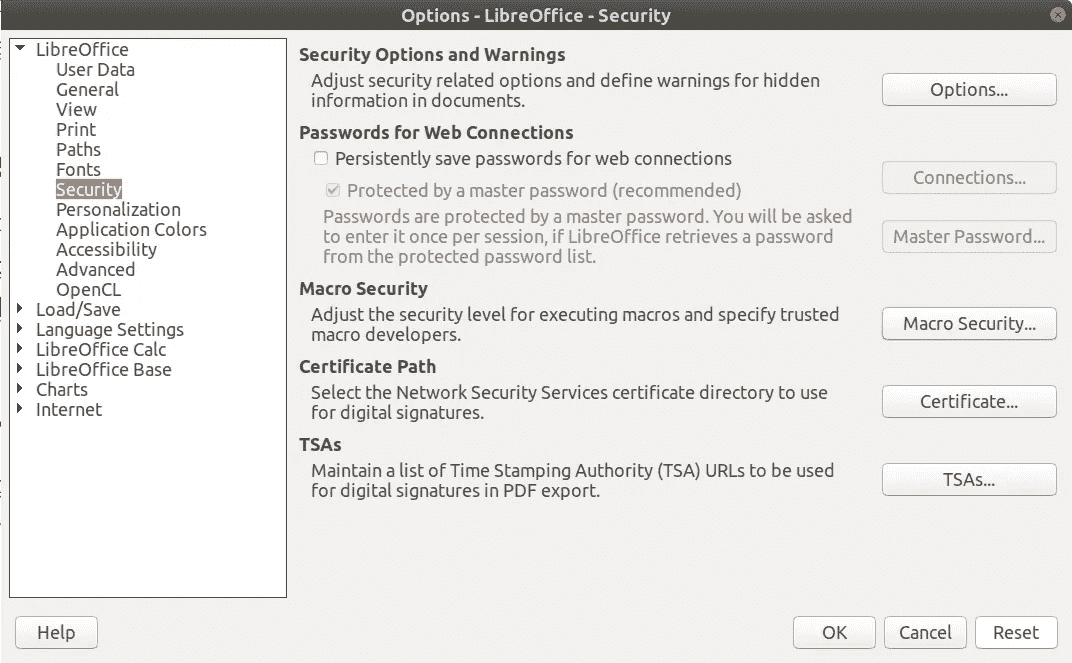 Options - LibreOffice - Security
LibreOffice
User Data
General
View
Print
Paths
Fonts
Security
Personalization
Application Colors
Accessibility
Advanced
OpenCL
Load/Save
Language Settings
LibreOffice Calc
LibreOffice Base
Charts
Internet
Security Options and Warnings
Adjust security related options and define warnings for hidden
information in documents.
Options...
Passwords for Web Connections
Persistently save passwords for web connections
Protected by a master password (recommended)
Connections...
Passwords are protected by a master password. You will be asked
to enter it once per session, if LibreOffice retrieves a password
from the protected password list.
Master Password...
Macro Security
Adjust the security level for executing macros and specify trusted
macro developers.
Macro Security...
Certificate Path
Select the Network Security Services certificate directory to use
for digital signatures.
Certificate...
TSAs
Maintain a list of Time Stamping Authority (TSA) URLs to be used
for digital signatures in PDF export.
TSAs...
Help
OK
Cancel
Reset